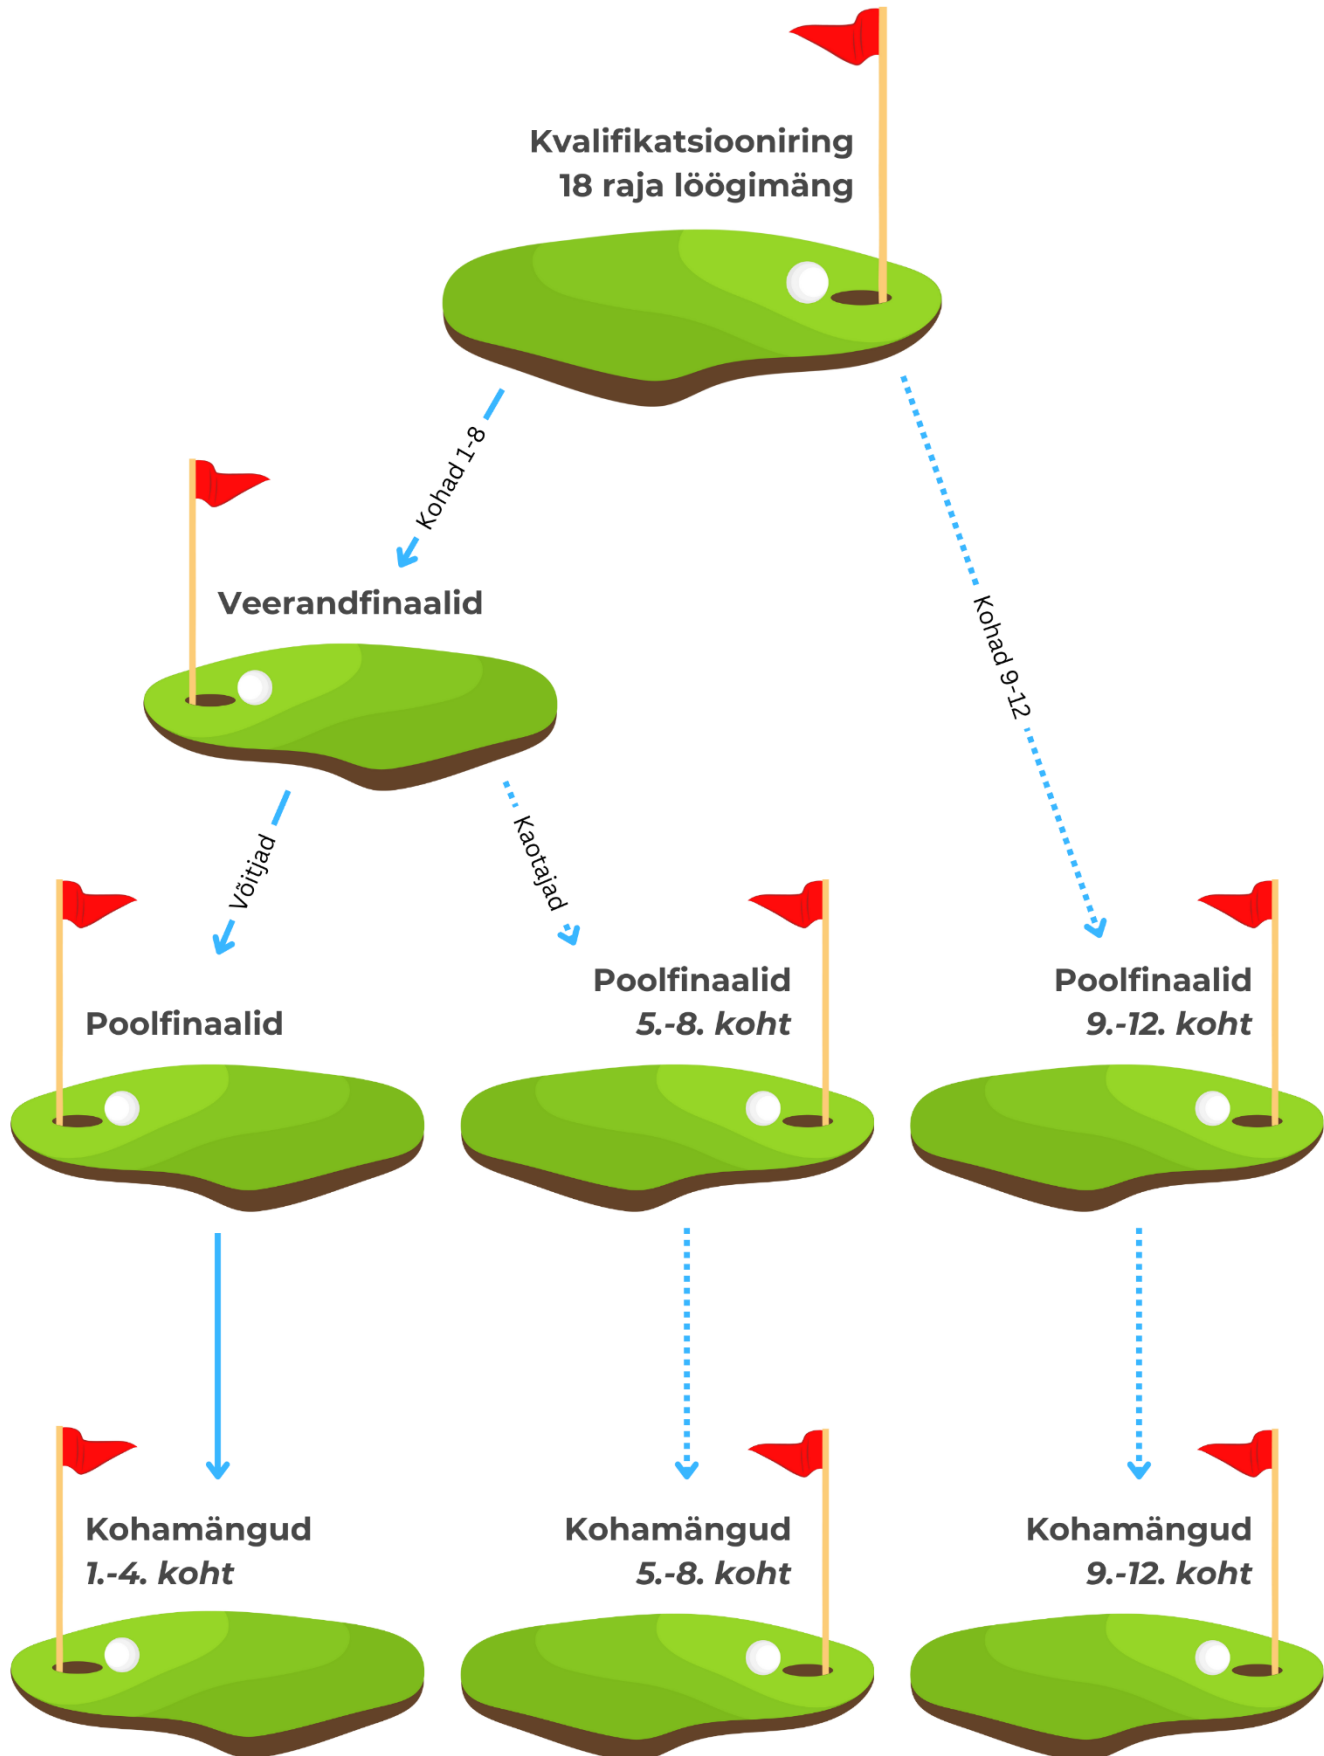 Kvalifikatsiooniring
18 raja löögimäng
Kohad 1-8
Kohad 9-12
Veerandfinaalid
Võitjad
Kaotajad
Poolfinaalid
Poolfinaalid
5.-8. koht
Poolfinaalid
9.-12. koht
Kohamängud
1.-4. koht
Kohamängud
5.-8. koht
Kohamängud
9.-12. koht